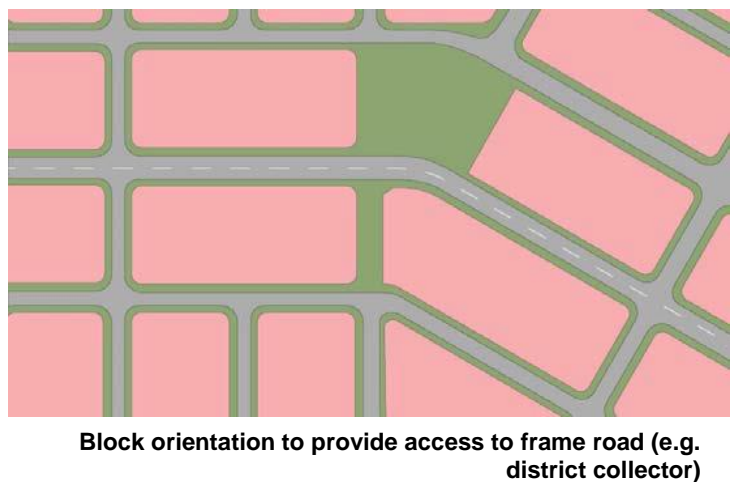 Block orientation to provide access to frame road (e.g.
district collector)